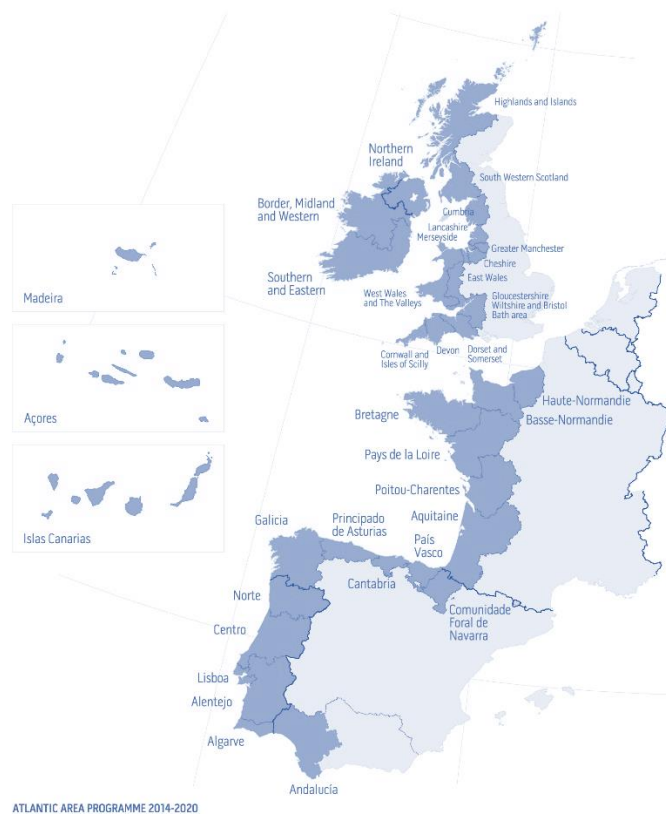 Highlands and Islands
Northern
Ireland
South Western Scotland
Border, Midland
and Western
Cumbria
Lancashire
Merseyside
Greater Manchester
Cheshire
East Wales
Southern
and Eastern
West Wales
and The Valleys
Gloucestershire
Wiltshire and Bristol
Bath area
Cornwall and
Isles of Scilly
Devon
Dorset and
Somerset
Madeira
Açores
Islas Canarias
Haute-Normandie
Basse-Normandie
Bretagne
Pays de la Loire
Poitou-Charentes
Aquitaine
Galicia
Principado
de Asturias
País
Vasco
Cantabria
Comunidade
Foral de
Navarra
Norte
Centro
Lisboa
Alentejo
Algarve
Andalucía
ATLANTIC AREA PROGRAMME 2014-2020